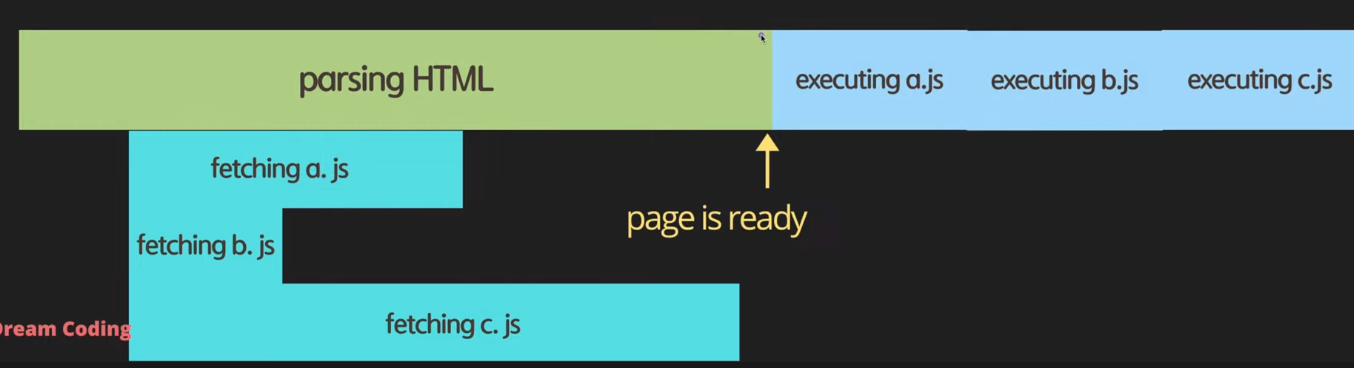 parsing HTML
executing a.js
executing b.js
executing c.js
fetching a. js
page is ready
fetching b. js
fetching c. js
Dream Coding